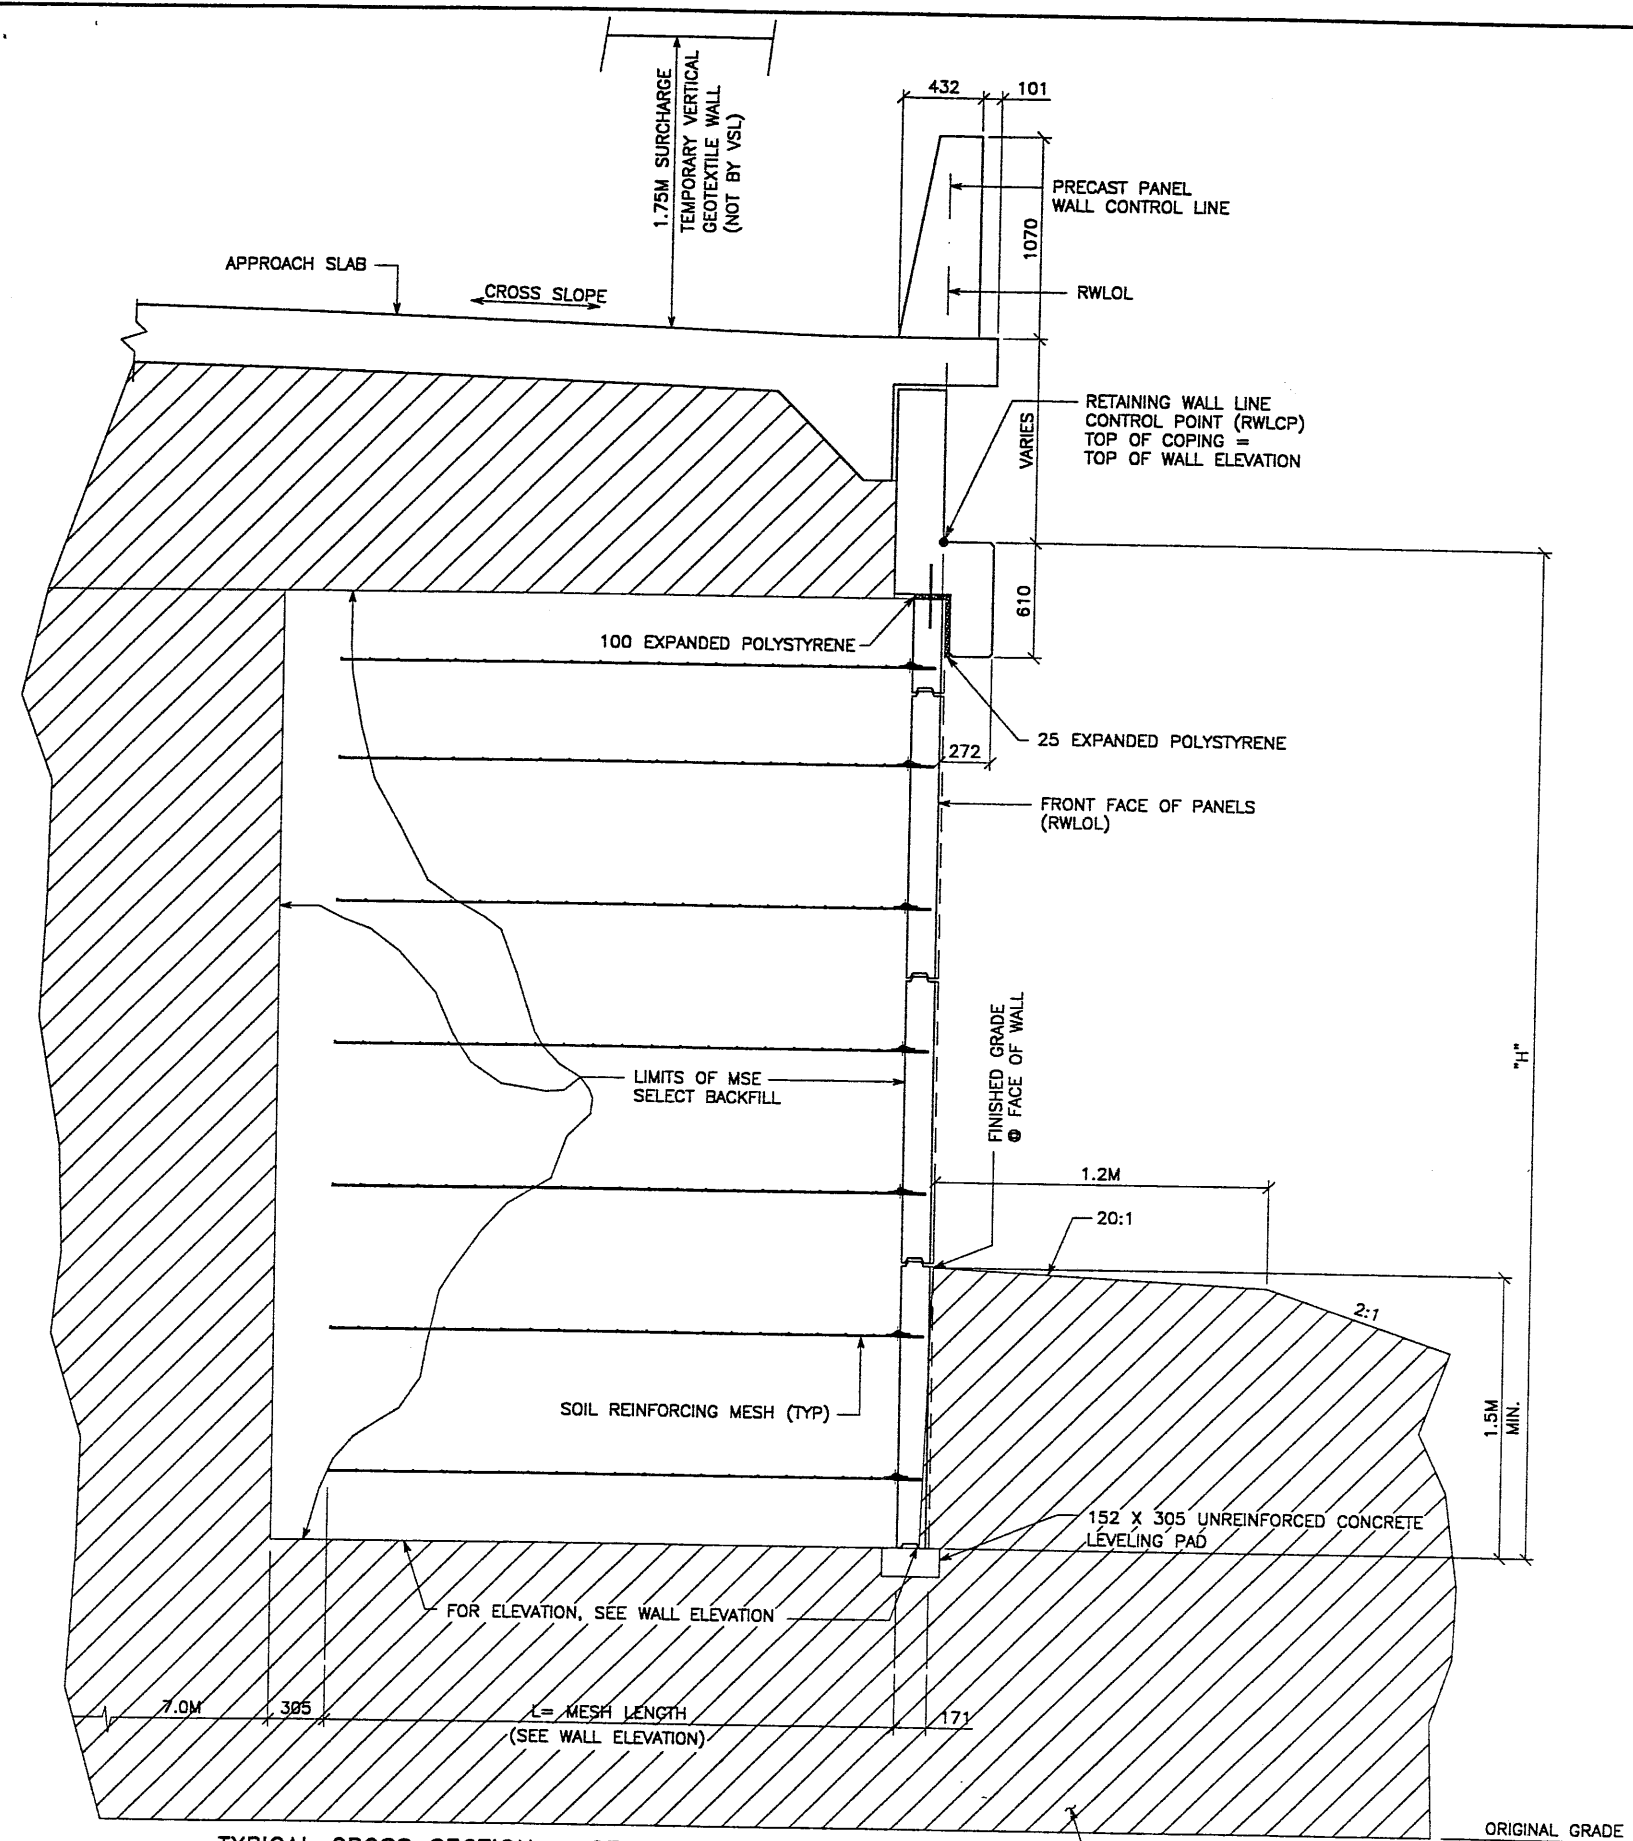 1.75M SURCHARGE
TEMPORARY VERTICAL
GEOTEXTILE WALL
(NOT BY VSL)
432
101
PRECAST PANEL
WALL CONTROL LINE
1070
APPROACH SLAB
CROSS SLOPE
RWLOL
RETAINING WALL LINE
CONTROL POINT (RWLCP)
TOP OF COPING =
TOP OF WALL ELEVATION
VARIES
610
100 EXPANDED POLYSTYRENE
25 EXPANDED POLYSTYRENE
272
FRONT FACE OF PANELS
(RWLOL)
FINISHED GRADE
@ FACE OF WALL
"H"
LIMITS OF MSE
SELECT BACKFILL
1.2M
20:1
2:1
SOIL REINFORCING MESH (TYP)
1.5M
MIN.
152 X 305 UNREINFORCED CONCRETE
LEVELING PAD
FOR ELEVATION, SEE WALL ELEVATION
7.0M
305
L= MESH LENGTH
(SEE WALL ELEVATION)
171
ORIGINAL GRADE
TYPICAL CROSS SECTION